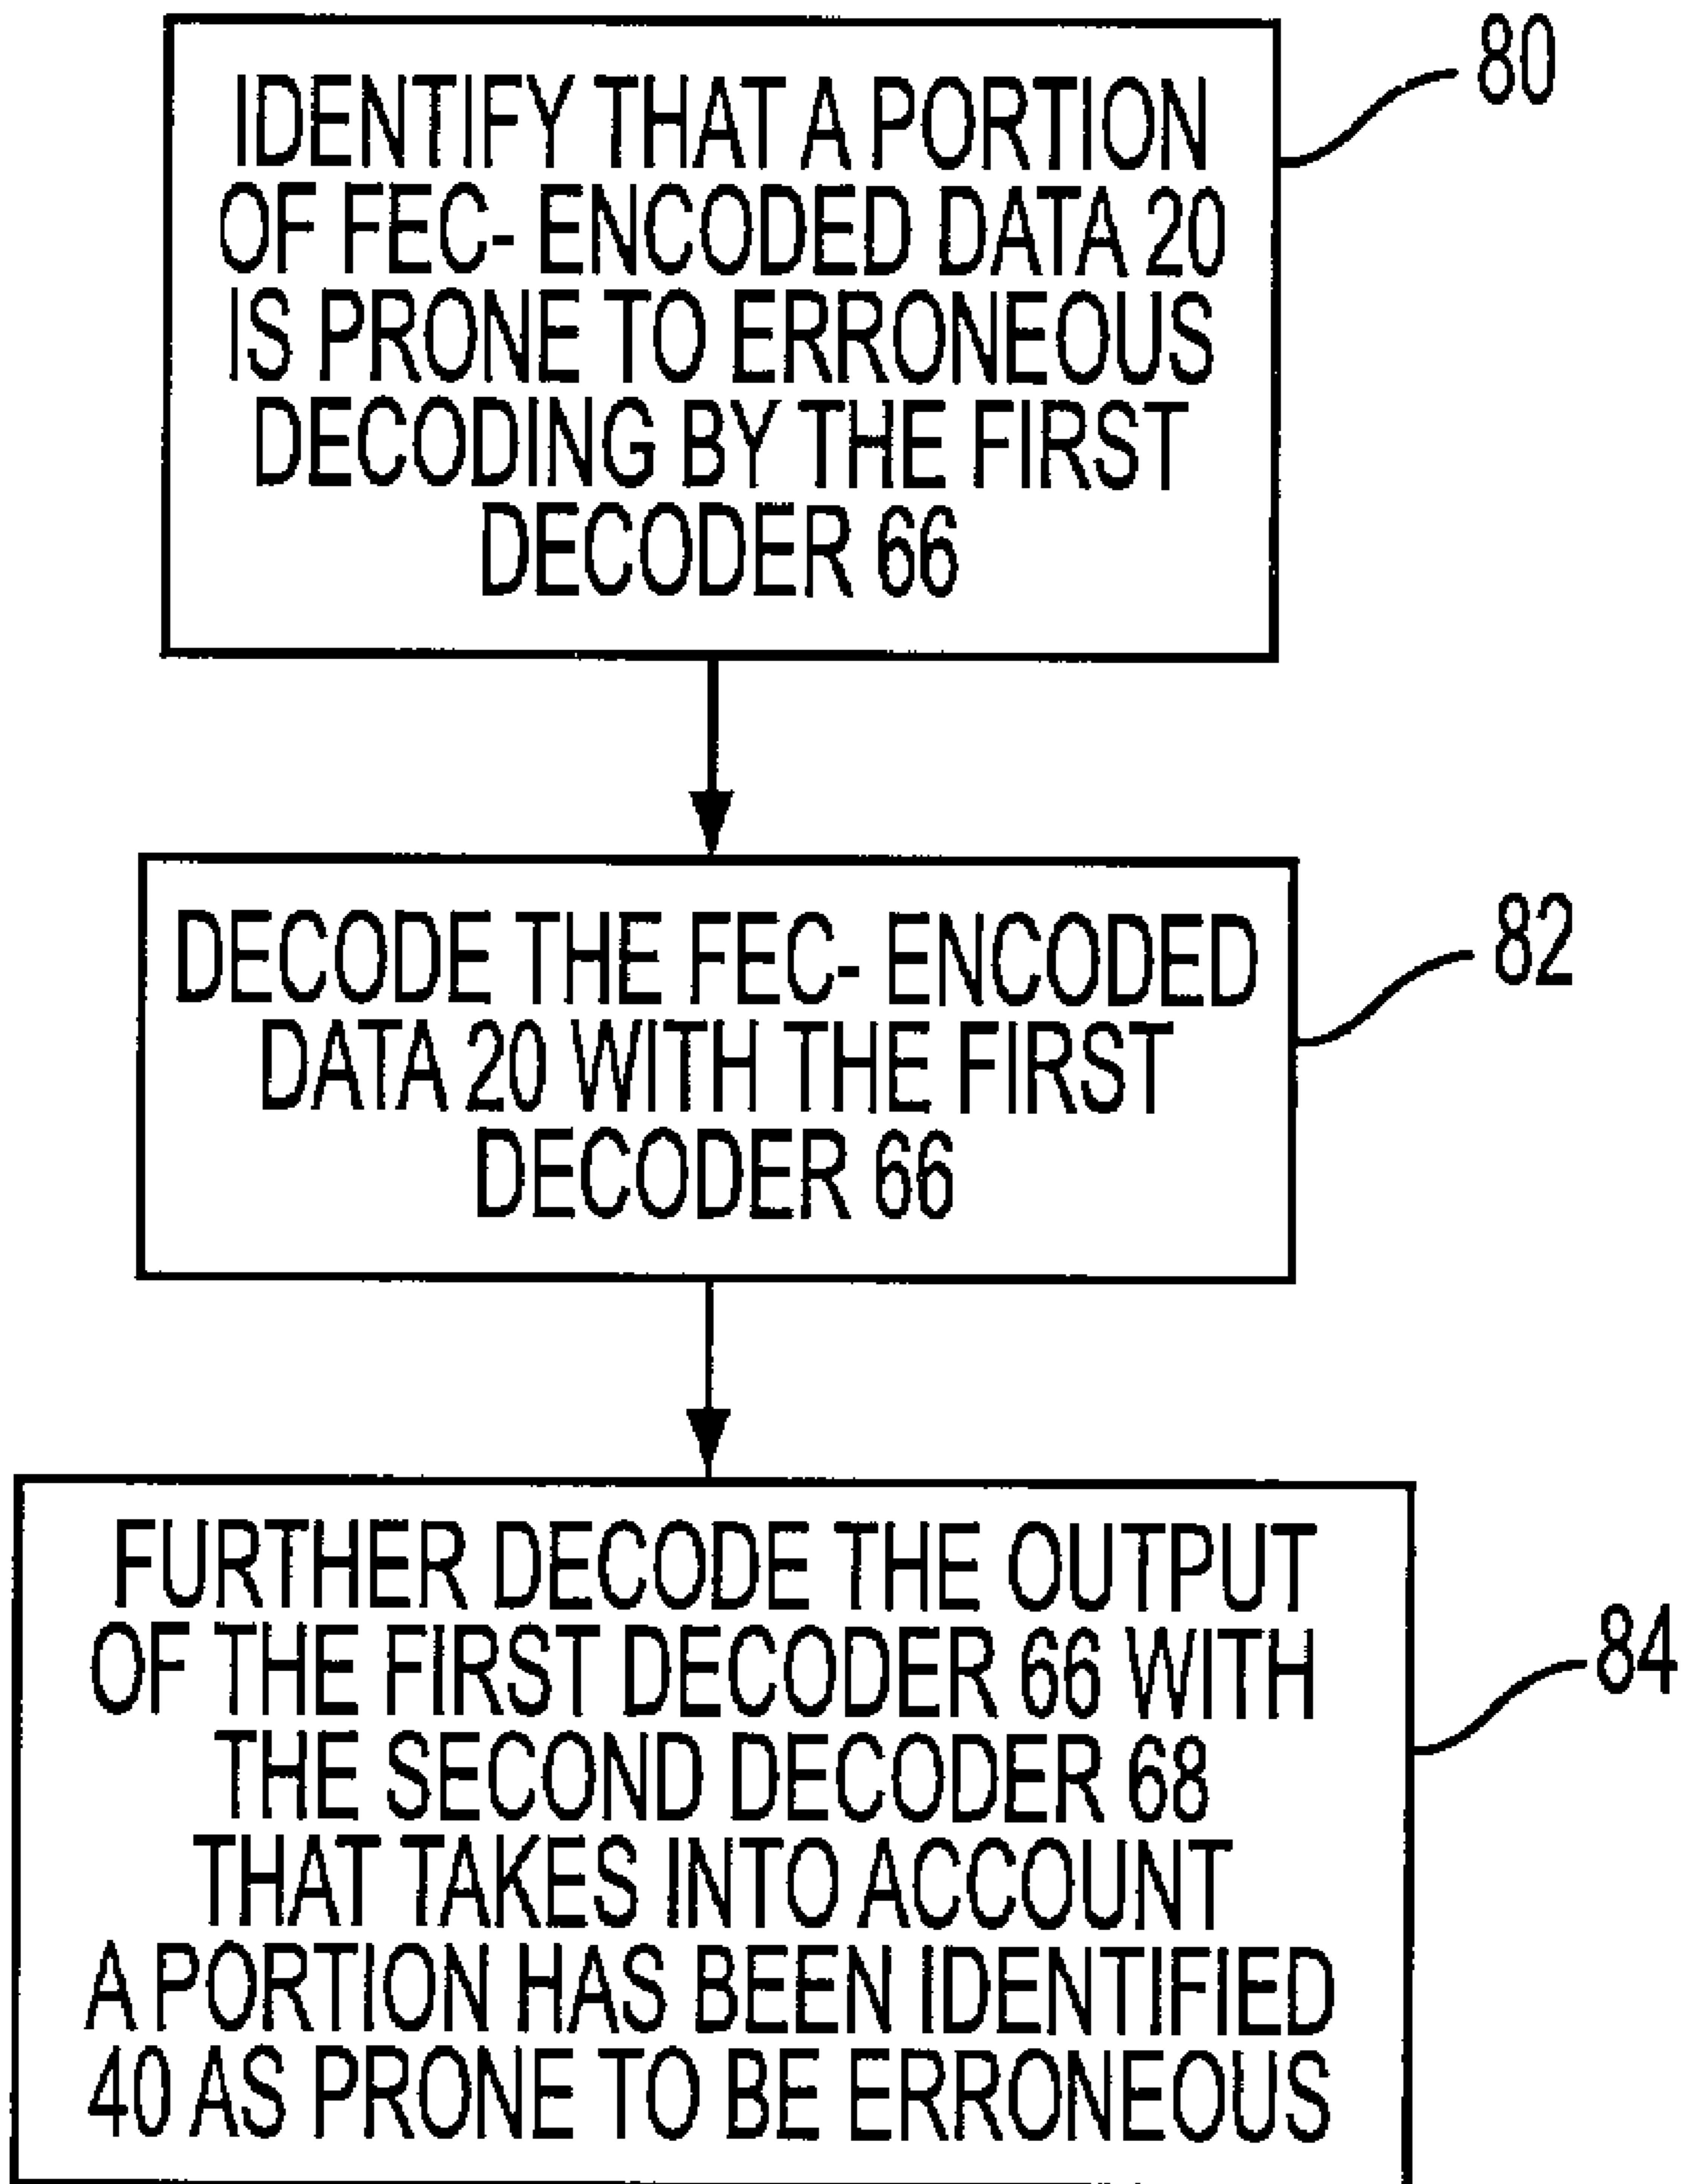 IDENTIFY THAT A PORTION
OF FEC- ENCODED DATA 20
IS PRONE TO ERRONEOUS
DECODING BY THE FIRST
DECODER 66
80
DECODE THE FEC- ENCODED
DATA 20 WITH THE FIRST
DECODER 66
82
FURTHER DECODE THE OUTPUT
OF THE FIRST DECODER 66 WITH
THE SECOND DECODER 68
THAT TAKES INTO ACCOUNT
A PORTION HAS BEEN IDENTIFIED
40 AS PRONE TO BE ERRONEOUS
84